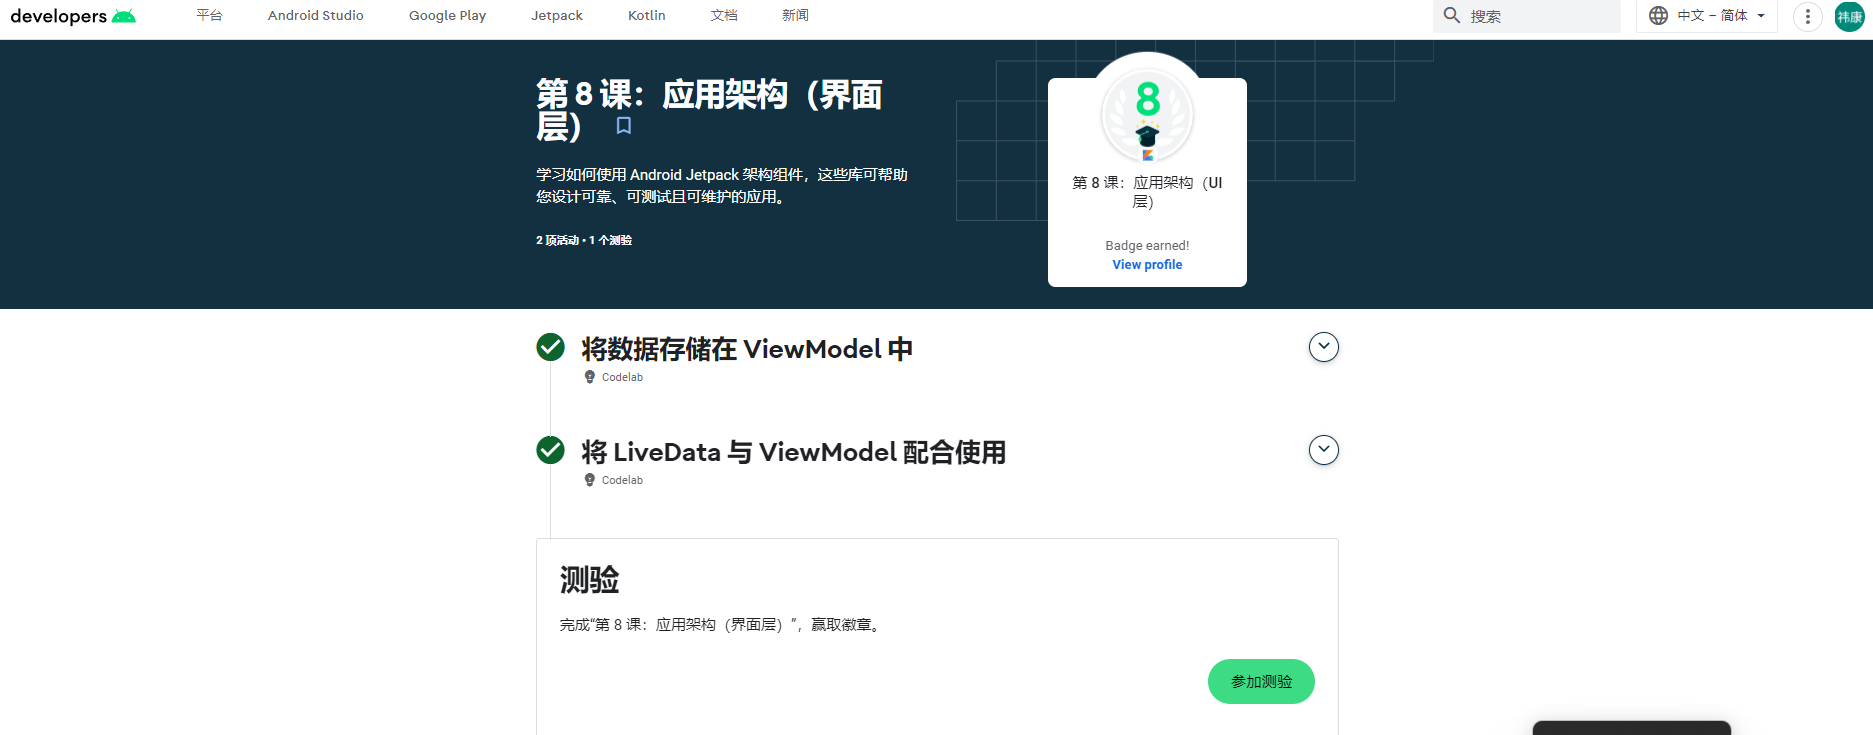 developers 平台 Android Studio Google Play Jetpack Kotlin 文档 新闻 搜索 中文 – 简体 祎康
第 8 课：应用架构（界面
层）
学习如何使用 Android Jetpack 架构组件，这些库可帮助
您设计可靠、可测试且可维护的应用。
2 项活动 • 1 个测验
8
第 8 课：应用架构（UI
层）
Badge earned!
View profile
将数据存储在 ViewModel 中
Codelab
将 LiveData 与 ViewModel 配合使用
Codelab
测验
完成“第 8 课：应用架构（界面层）”，赢取徽章。
参加测验